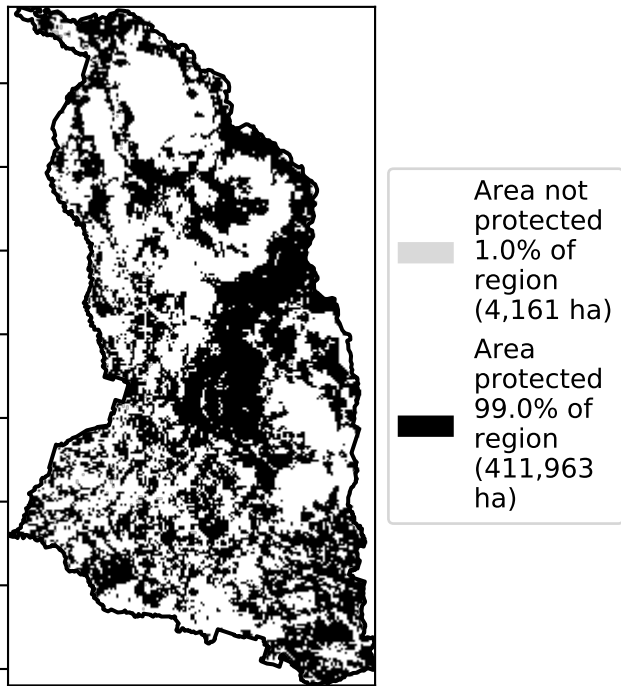 Area not
protected
1.0% of
region
(4,161 ha)
Area
protected
99.0% of
region
(411,963
ha)